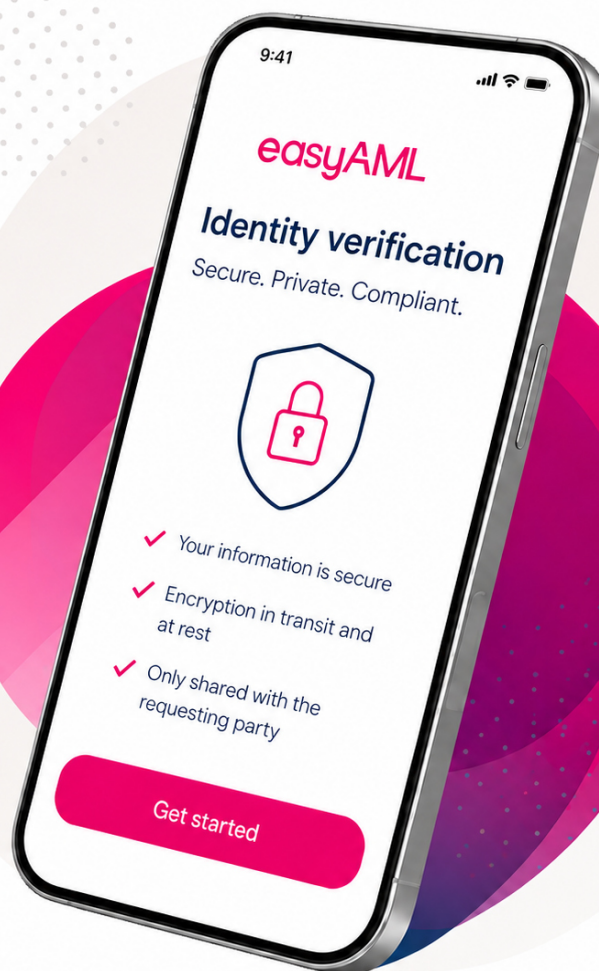 9:41
easyAML
Identity verification
Secure. Private. Compliant.
Your information is secure
Encryption in transit and
at rest
Only shared with the
requesting party
Get started